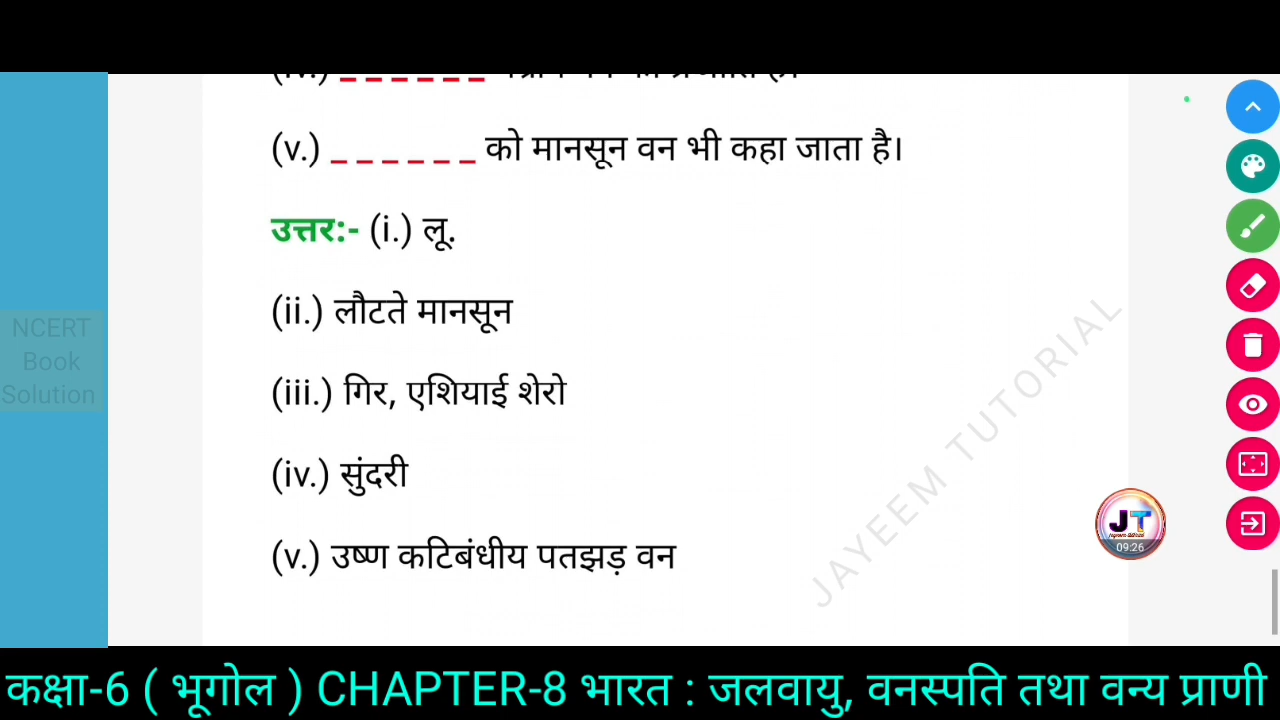 (v.) _ _ _ _ _ _ को मानसून वन भी कहा जाता है।
उत्तर:- (i.) लू.
(ii.) लौटते मानसून
(iii.) गिर, एशियाई शेरो
(iv.) सुंदरी
(v.) उष्ण कटिबंधीय पतझड़ वन
NCERT
Book
Solution
JAYEEM TUTORIAL
JT
09:26
कक्षा-6 ( भूगोल ) CHAPTER-8 भारत : जलवायु, वनस्पति तथा वन्य प्राणी